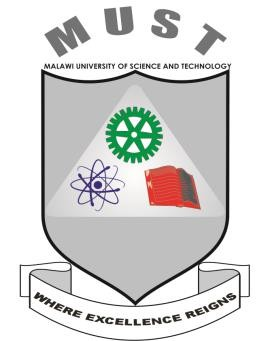 MUST
MALAWI UNIVERSITY OF SCIENCE AND TECHNOLOGY
WHERE EXCELLENCE REIGNS